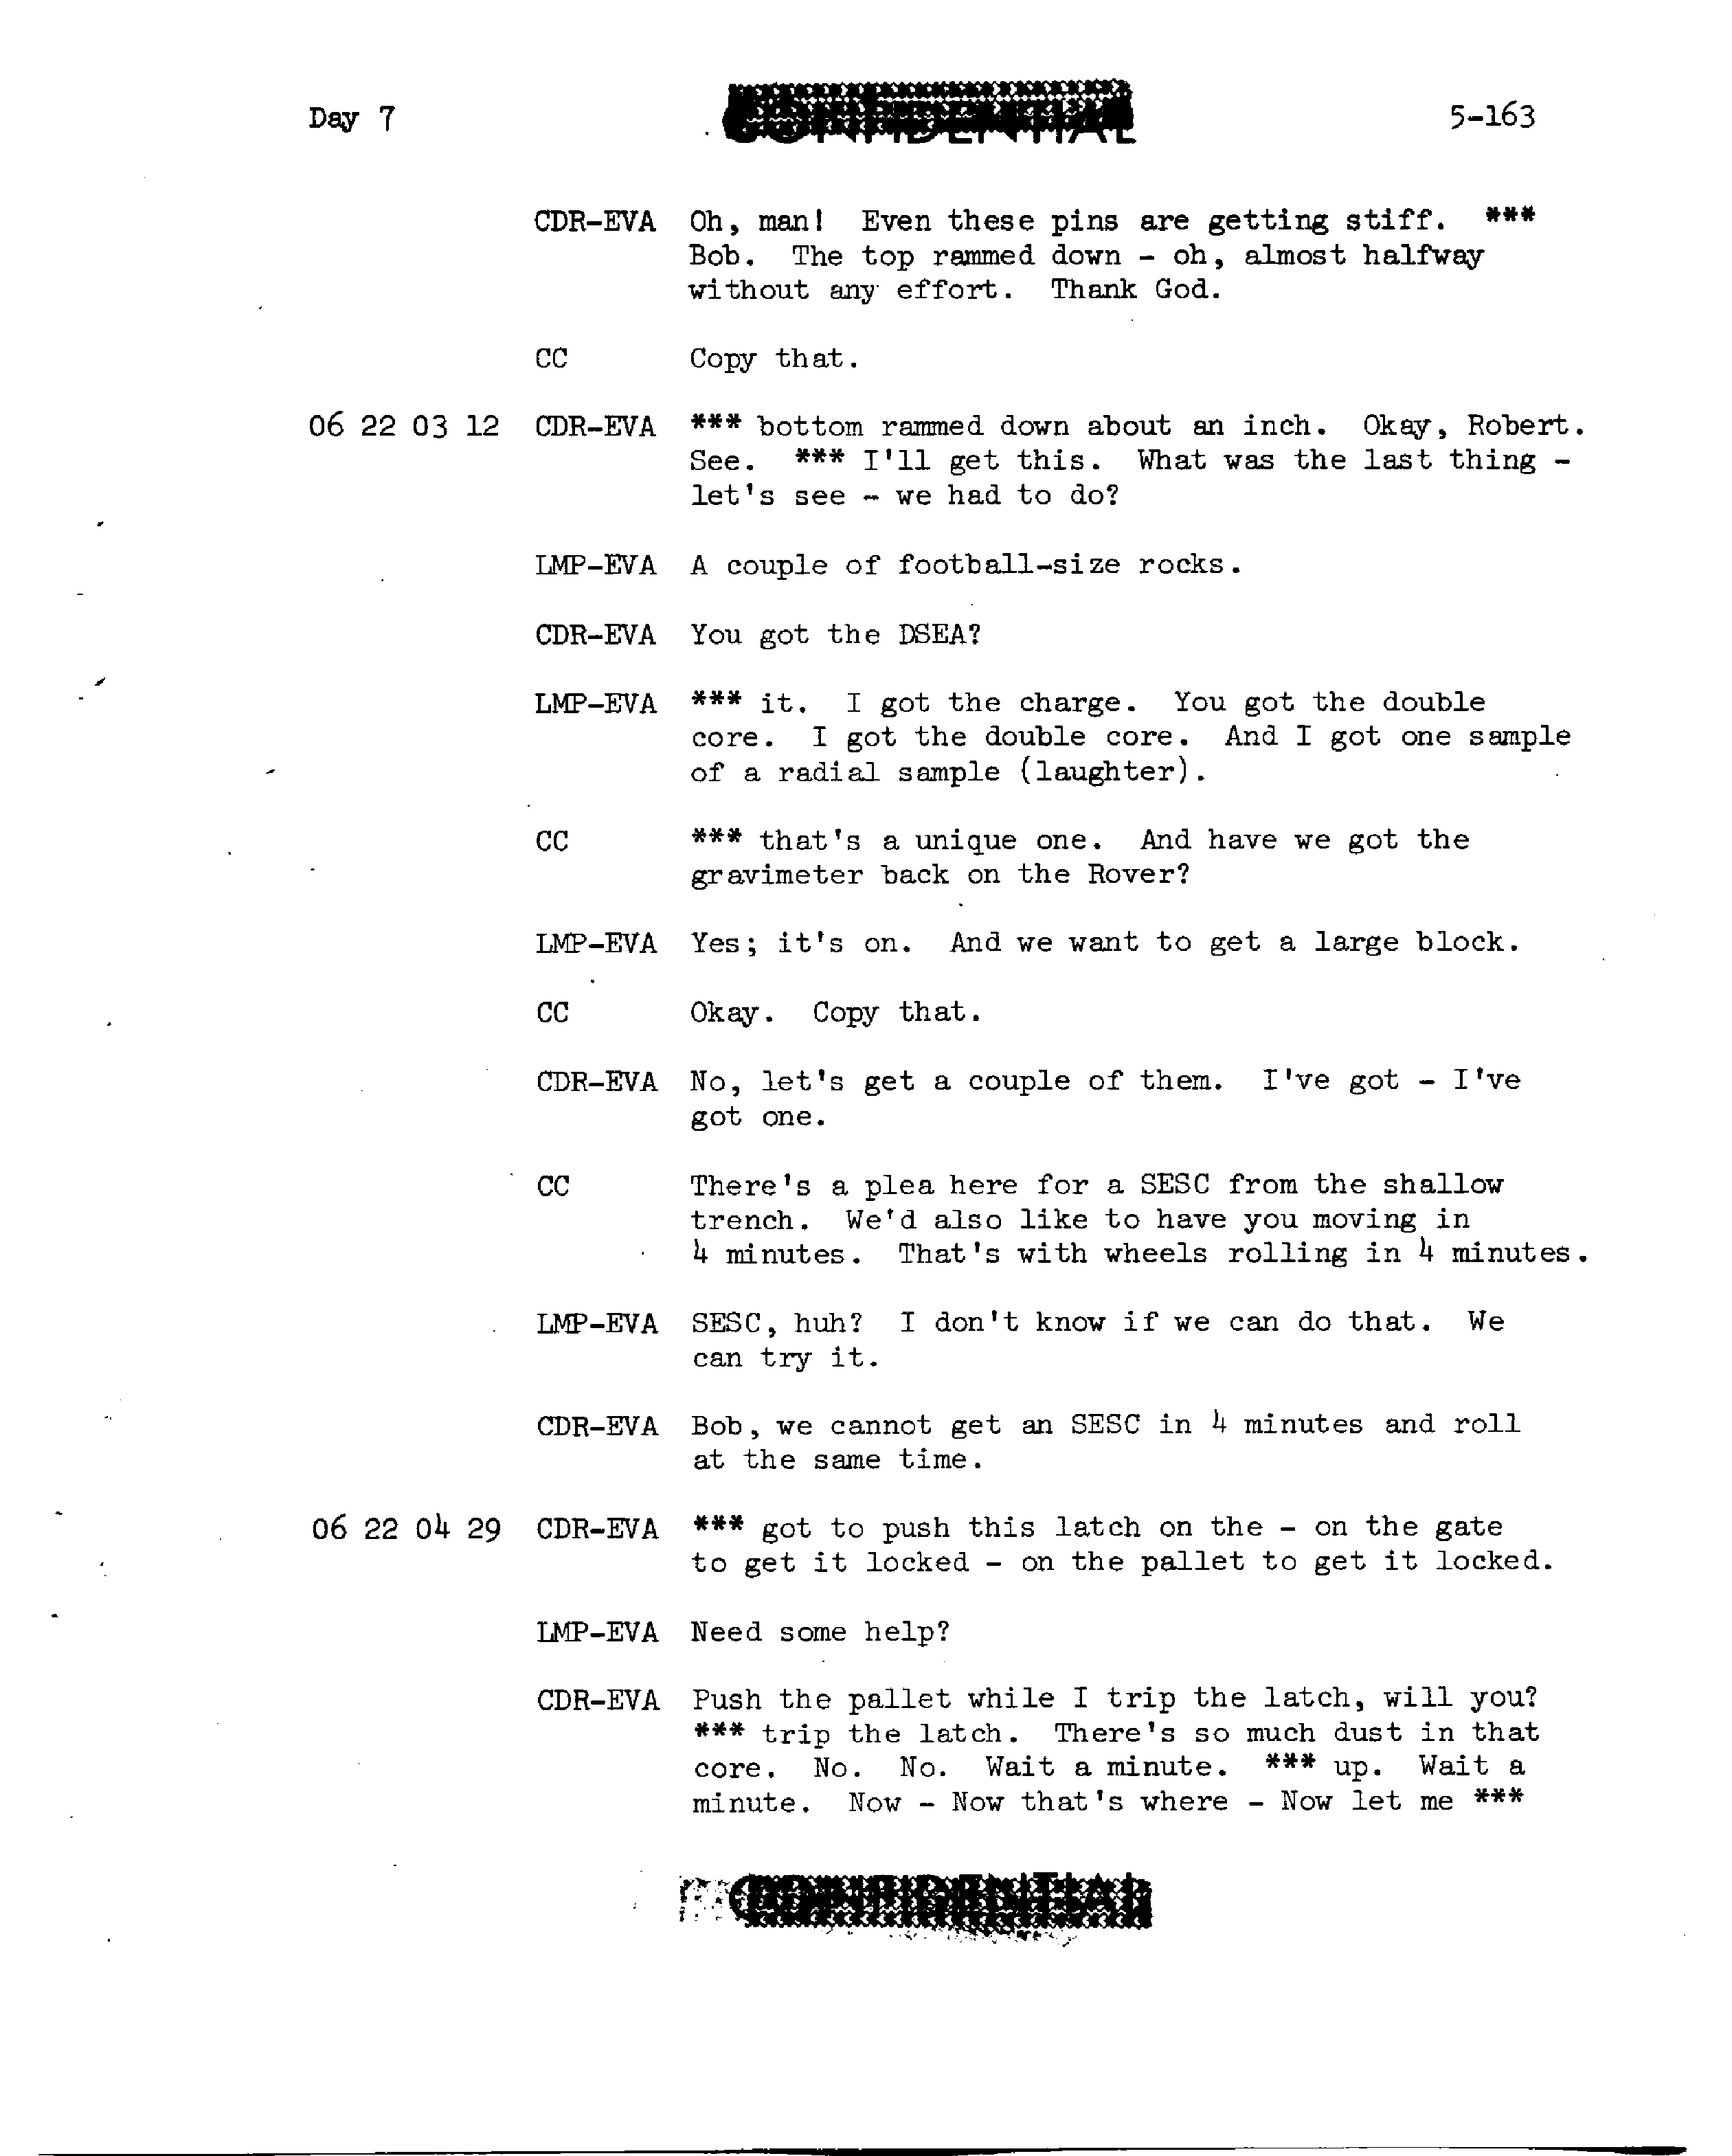 Day 7
CONFIDENTIAL
5-163
CDR-EVA Oh, man! Even these pins are getting stiff. ***
Bob. The top rammed down - oh, almost halfway
without any effort. Thank God.
CC Copy that.
06 22 03 12 CDR-EVA *** bottom rammed down about an inch. Okay, Robert.
See. *** I'll get this. What was the last thing -
let's see - we had to do?
LMP-EVA A couple of football-size rocks.
CDR-EVA You got the DSEA?
LMP-EVA *** it. I got the charge. You got the double
core. I got the double core. And I got one sample
of a radial sample (laughter).
CC *** that's a unique one. And have we got the
gravimeter back on the Rover?
LMP-EVA Yes; it's on. And we want to get a large block.
CC Okay. Copy that.
CDR-EVA No, let's get a couple of them. I've got - I've
got one.
CC There's a plea here for a SESC from the shallow
trench. We'd also like to have you moving in
4 minutes. That's with wheels rolling in 4 minutes.
LMP-EVA SESC, huh? I don't know if we can do that. We
can try it.
CDR-EVA Bob, we cannot get an SESC in 4 minutes and roll
at the same time.
06 22 04 29 CDR-EVA *** got to push this latch on the - on the gate
to get it locked - on the pallet to get it locked.
LMP-EVA Need some help?
CDR-EVA Push the pallet while I trip the latch, will you?
*** trip the latch. There's so much dust in that
core. No. No. Wait a minute. *** up. Wait a
minute. Now - Now that's where - Now let me ***
CONFIDENTIAL